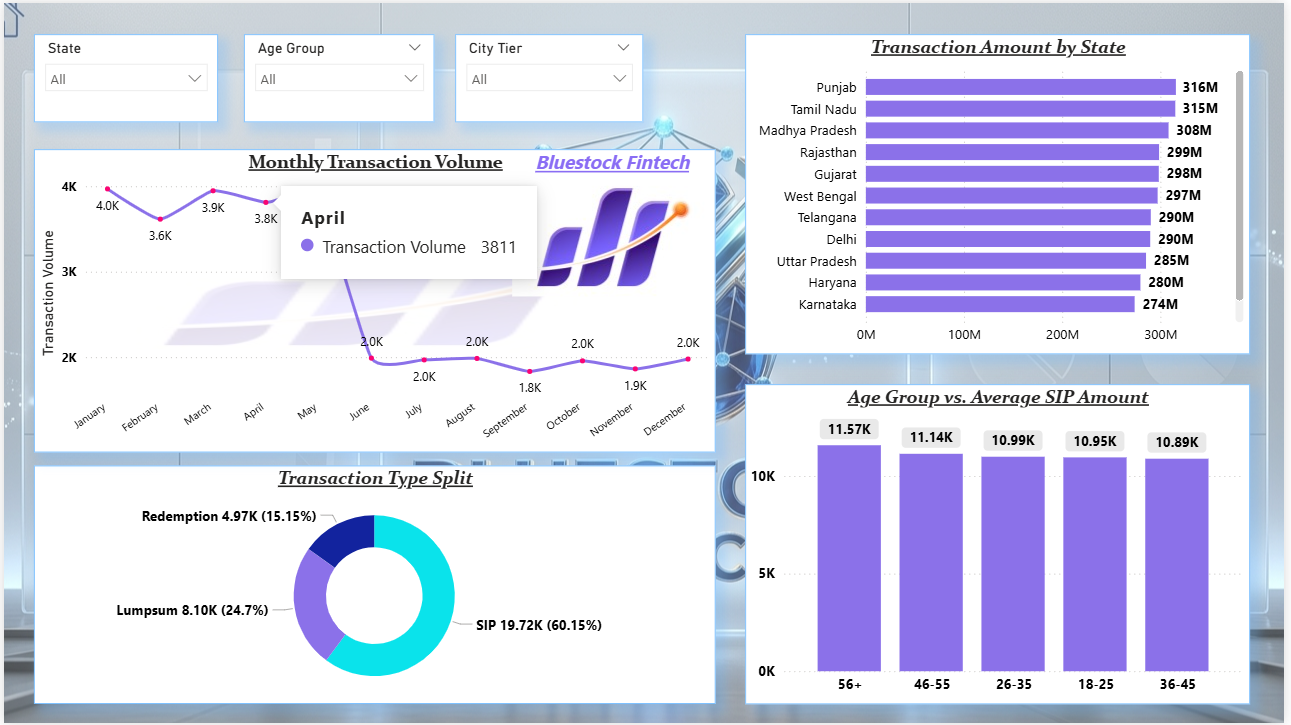 State
All
Age Group
All
City Tier
All
Monthly Transaction Volume
Bluestock Fintech
4K
3K
2K
Transaction Volume
4.0K
3.6K
3.9K
3.8K
April
Transaction Volume 3811
2.0K
2.0K
2.0K
1.8K
2.0K
1.9K
2.0K
January
February
March
April
May
June
July
August
September
October
November
December
Transaction Type Split
Redemption 4.97K (15.15%)
Lumpsum 8.10K (24.7%)
SIP 19.72K (60.15%)
Transaction Amount by State
Punjab 316M
Tamil Nadu 315M
Madhya Pradesh 308M
Rajasthan 299M
Gujarat 298M
West Bengal 297M
Telangana 290M
Delhi 290M
Uttar Pradesh 285M
Haryana 280M
Karnataka 274M
0M 100M 200M 300M
Age Group vs. Average SIP Amount
10K
5K
0K
11.57K 11.14K 10.99K 10.95K 10.89K
56+ 46-55 26-35 18-25 36-45